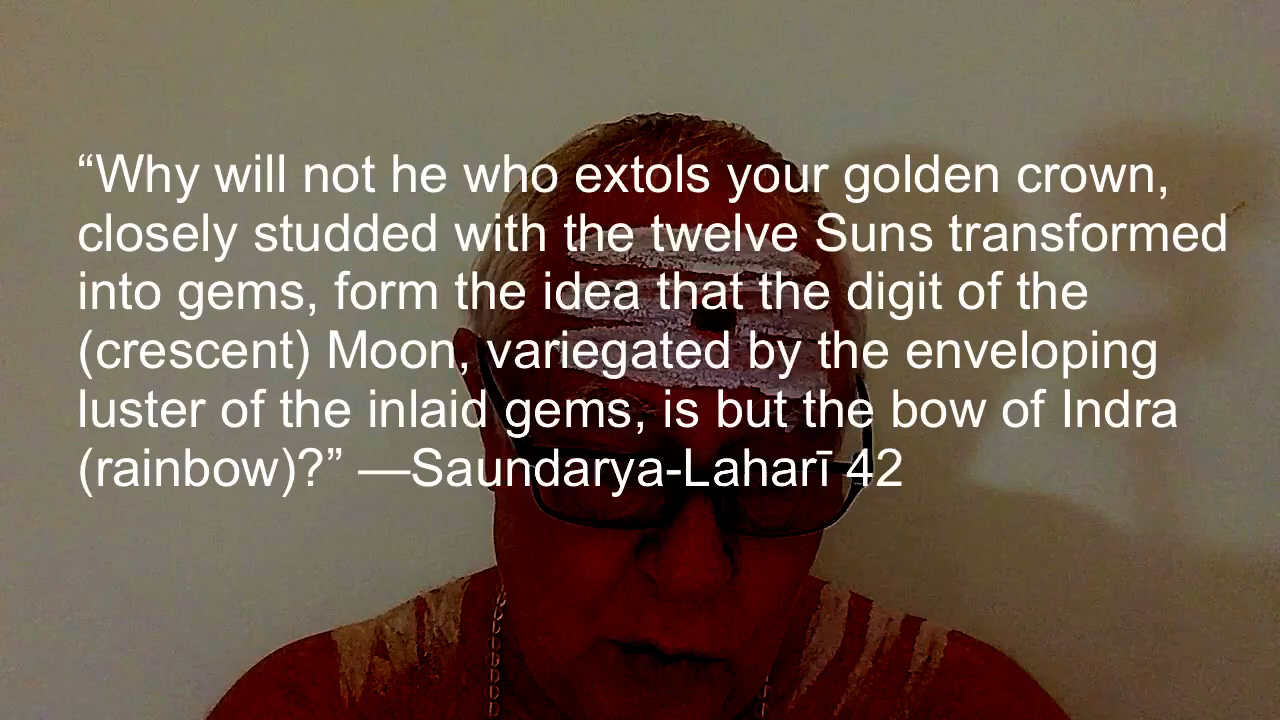 “Why will not he who extols your golden crown,
closely studded with the twelve Suns transformed
into gems, form the idea that the digit of the
(crescent) Moon, variegated by the enveloping
luster of the inlaid gems, is but the bow of Indra
(rainbow)?” —Saundarya-Laharī 42